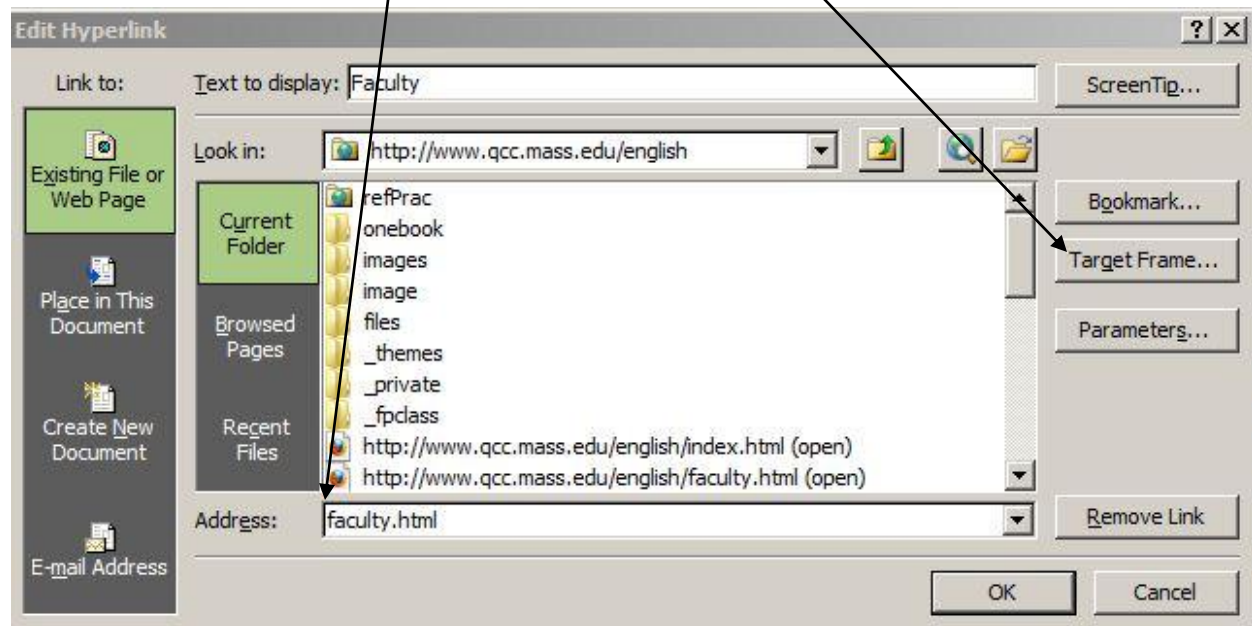 Edit Hyperlink
Link to:
Text to display: Faculty
ScreenTip...
Existing File or
Web Page
Look in: http://www.qcc.mass.edu/english
Current
Folder
refPrac
onebook
images
image
files
_themes
_private
_fpclass
http://www.qcc.mass.edu/english/index.html (open)
http://www.qcc.mass.edu/english/faculty.html (open)
Bookmark...
Target Frame...
Place in This
Document
Browsed
Pages
Parameters...
Create New
Document
Recent
Files
Address: faculty.html
Remove Link
E-mail Address
OK
Cancel